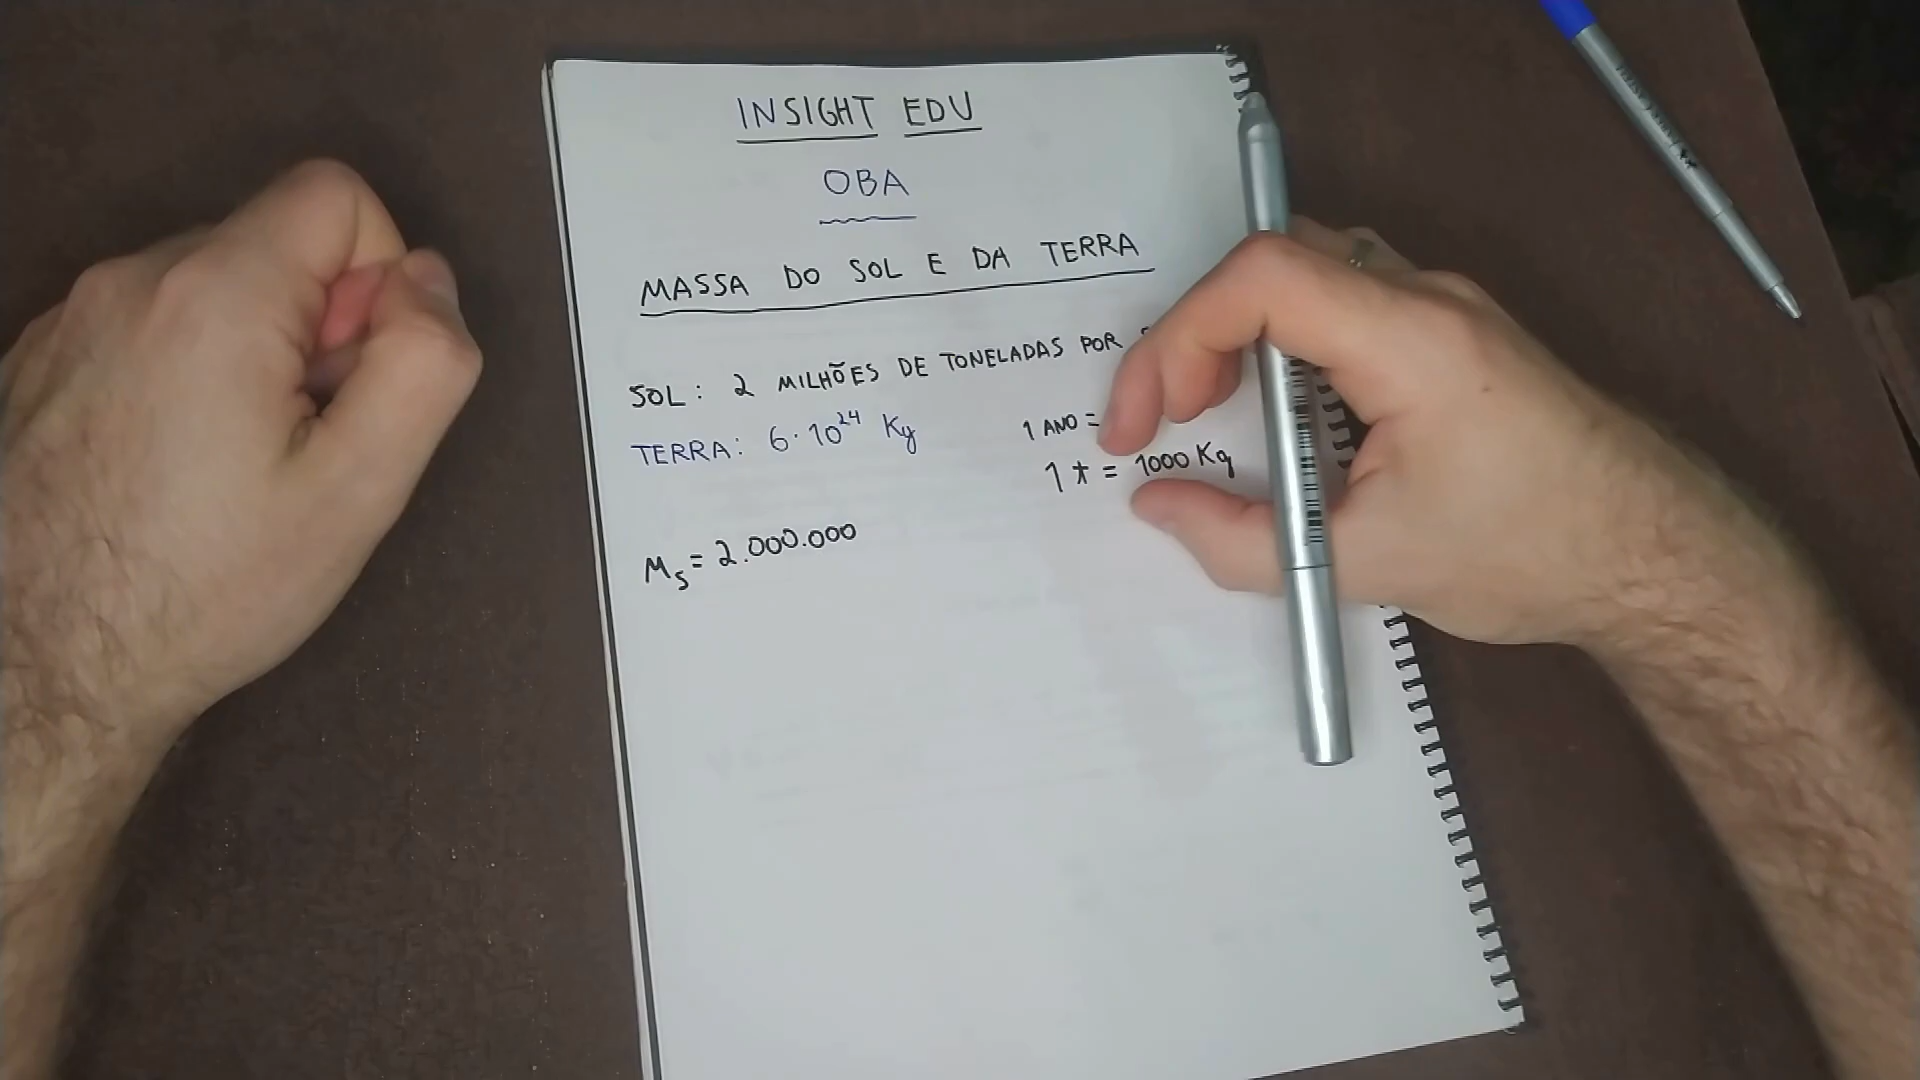 INSIGHT EDU
OBA
MASSA DO SOL E DA TERRA
SOL: 2 MILHÕES DE TONELADAS POR
TERRA: 6·10²⁴ Kg
1 ANO =
1 t = 1000 Kg
Ms = 2.000.000